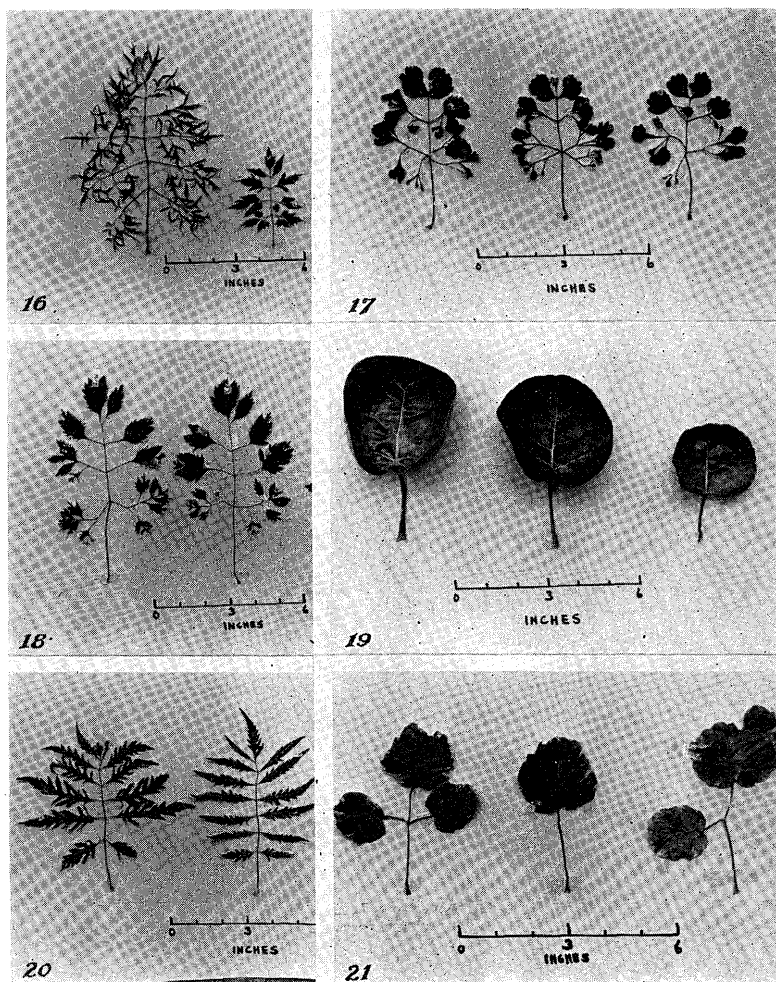 0 3 6
INCHES
16
0 3 6
INCHES
17
0 3 6
INCHES
18
0 3 6
INCHES
19
0 3
INCHES
20
0 3 6
INCHES
21